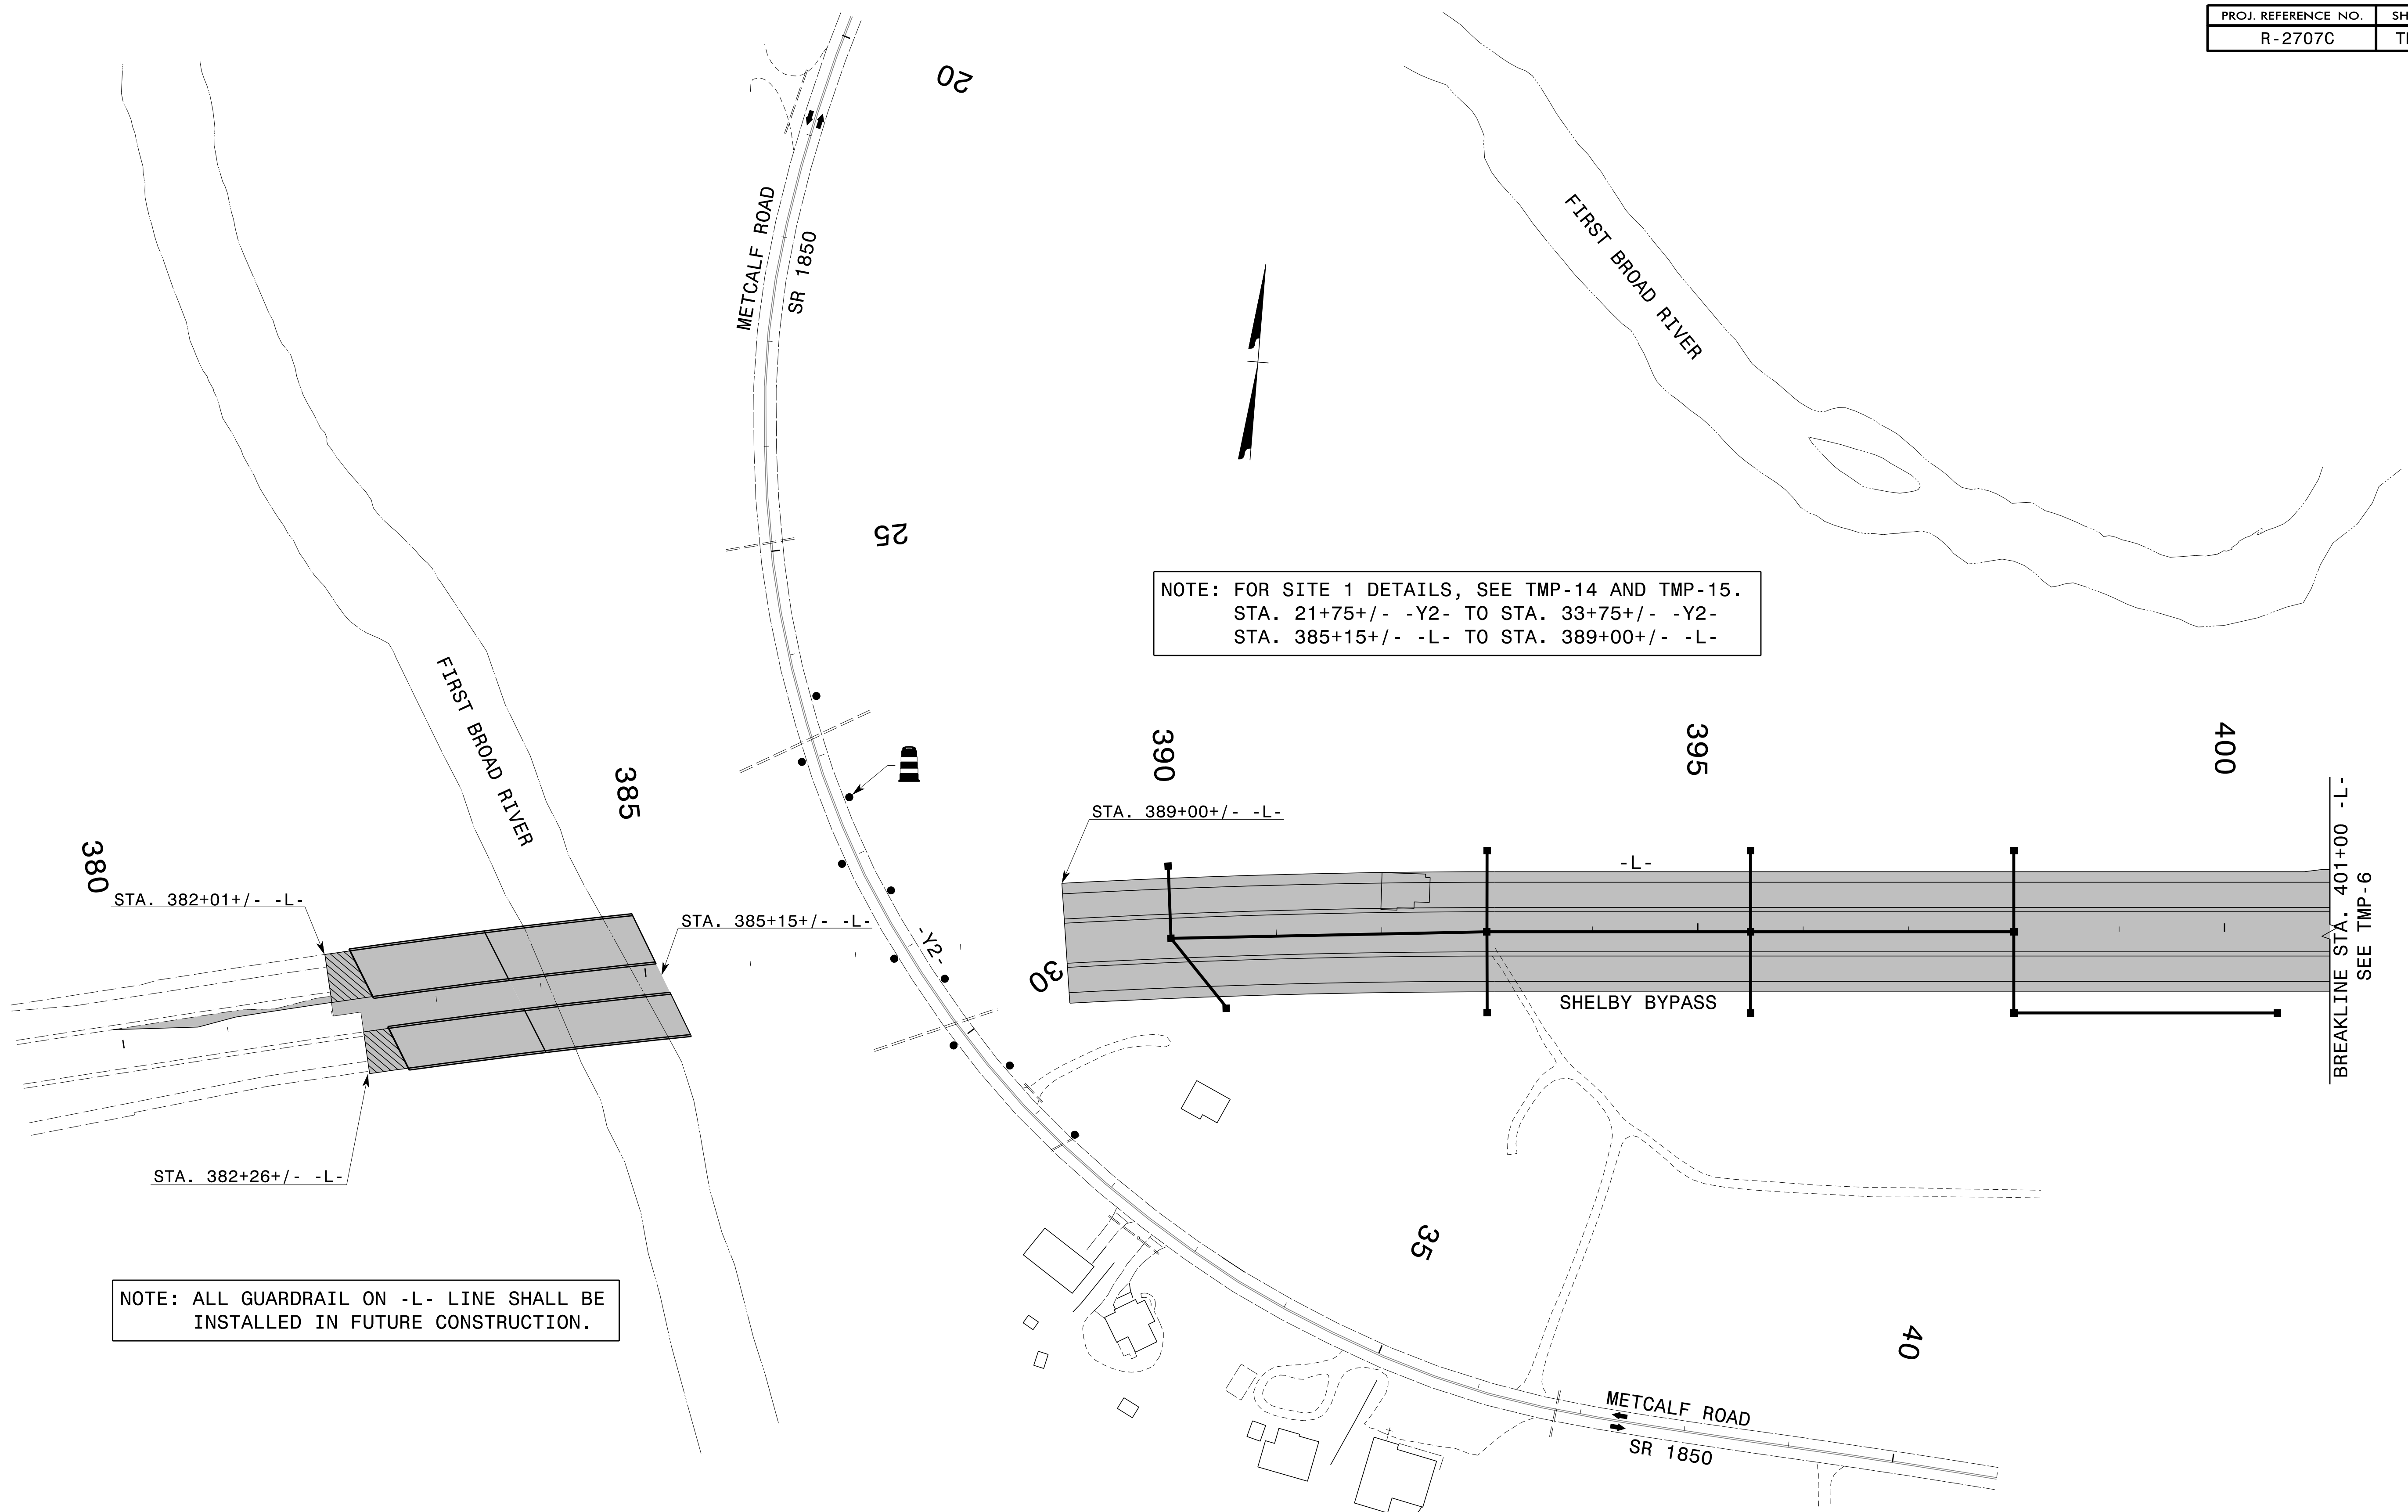 PROJ. REFERENCE NO.
R-2707C
20
METCALF ROAD
SR 1850
FIRST BROAD RIVER
25
NOTE: FOR SITE 1 DETAILS, SEE TMP-14 AND TMP-15.
STA. 21+75+/- -Y2- TO STA. 33+75+/- -Y2-
STA. 385+15+/- -L- TO STA. 389+00+/- -L-
FIRST BROAD RIVER
380
385
390
395
400
STA. 389+00+/- -L-
-L-
STA. 382+01+/- -L-
STA. 385+15+/- -L-
-Y2-
30
SHELBY BYPASS
BREAKLINE STA. 401+00 -L-
SEE TMP-6
STA. 382+26+/- -L-
35
NOTE: ALL GUARDRAIL ON -L- LINE SHALL BE
INSTALLED IN FUTURE CONSTRUCTION.
40
METCALF ROAD
SR 1850